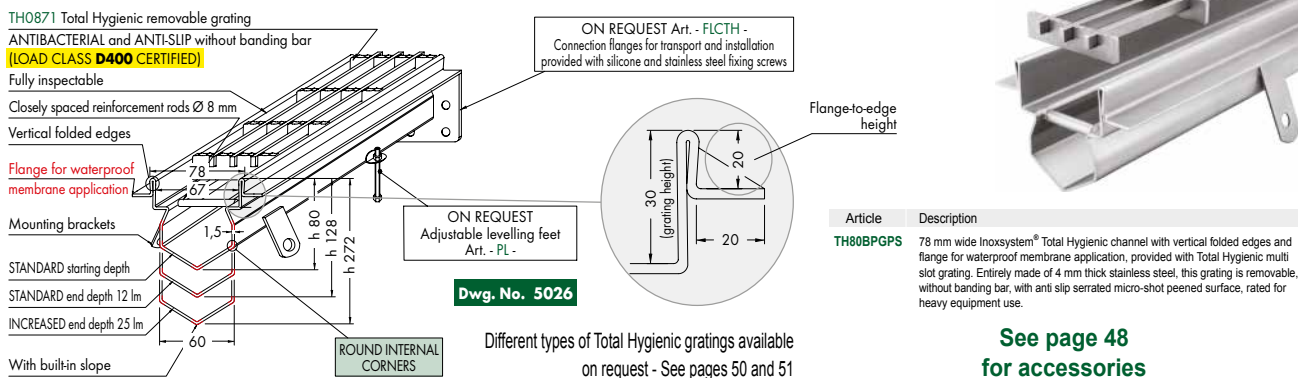 TH0871 Total Hygienic removable grating
ANTIBACTERIAL and ANTI-SLIP without banding bar
(LOAD CLASS D400 CERTIFIED)
Fully inspectable
Closely spaced reinforcement rods Ø 8 mm
Vertical folded edges
Flange for waterproof
membrane application
Mounting brackets
STANDARD starting depth
STANDARD end depth 12 lm
INCREASED end depth 25 lm
With built-in slope
78
67
1,5
h 80
h 128
h 272
60
ROUND INTERNAL
CORNERS
ON REQUEST Art. - FLCTH -
Connection flanges for transport and installation
provided with silicone and stainless steel fixing screws
ON REQUEST
Adjustable levelling feet
Art. - PL -
Dwg. No. 5026
Flange-to-edge
height
30
(grating height)
20
20
Different types of Total Hygienic gratings available
on request - See pages 50 and 51
Article Description
TH80BPGPS 78 mm wide Inoxsystem® Total Hygienic channel with vertical folded edges and
flange for waterproof membrane application, provided with Total Hygienic multi
slot grating. Entirely made of 4 mm thick stainless steel, this grating is removable,
without banding bar, with anti slip serrated micro-shot peened surface, rated for
heavy equipment use.
See page 48
for accessories